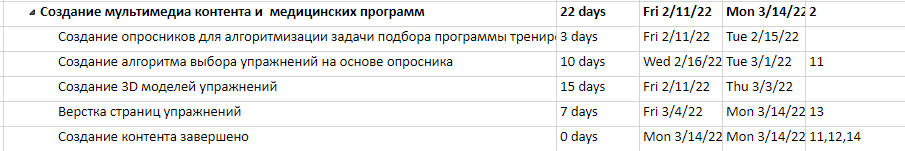 Создание мультимедиа контента и медицинских программ 22 days Fri 2/11/22 Mon 3/14/22 2
Создание опросников для алгоритмизации задачи подбора программы 3 days Fri 2/11/22 Tue 2/15/22
Создание алгоритма выбора упражнений на основе опросника 10 days Wed 2/16/22 Tue 3/1/22 11
Создание 3D моделей упражнений 15 days Fri 2/11/22 Thu 3/3/22
Верстка страниц упражнений 7 days Fri 3/4/22 Mon 3/14/22 13
Создание контента завершено 0 days Mon 3/14/22 Mon 3/14/22 11,12,14